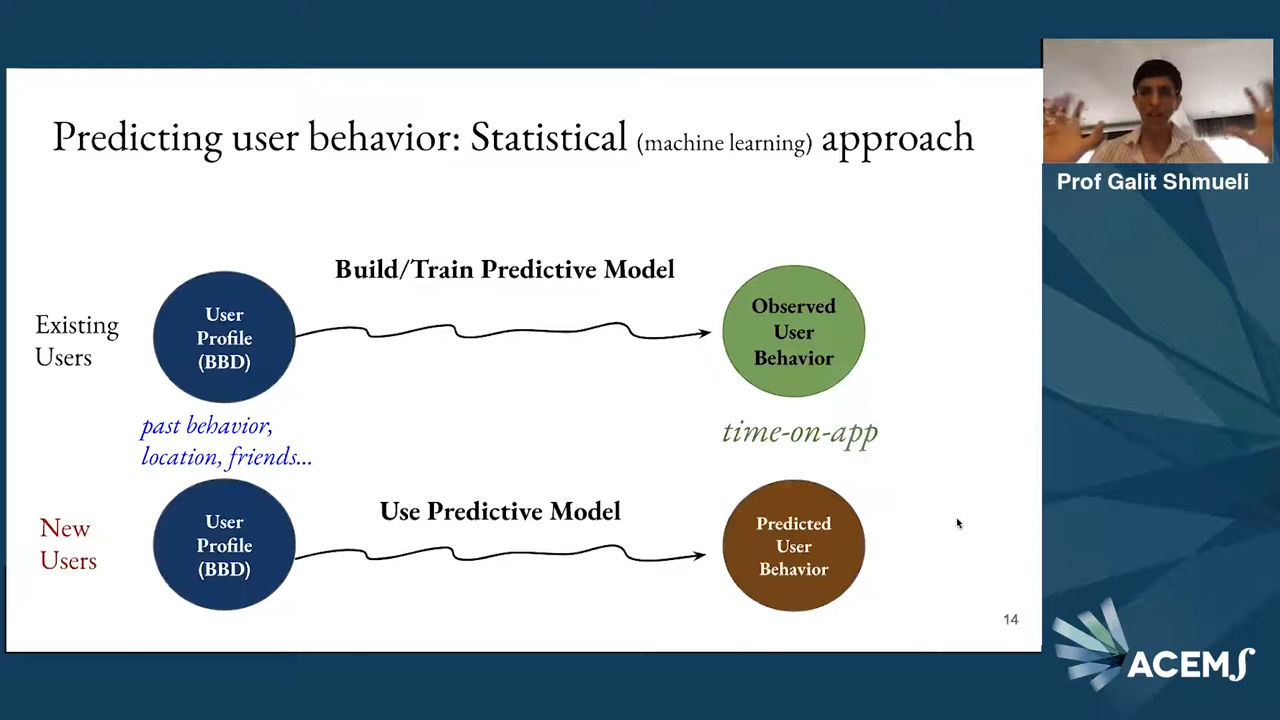 Predicting user behavior: Statistical (machine learning) approach
Prof Galit Shmueli
Build/Train Predictive Model
Existing
Users
User
Profile
(BBD)
Observed
User
Behavior
past behavior,
location, friends...
time-on-app
New
Users
User
Profile
(BBD)
Use Predictive Model
Predicted
User
Behavior
14
ACEMS